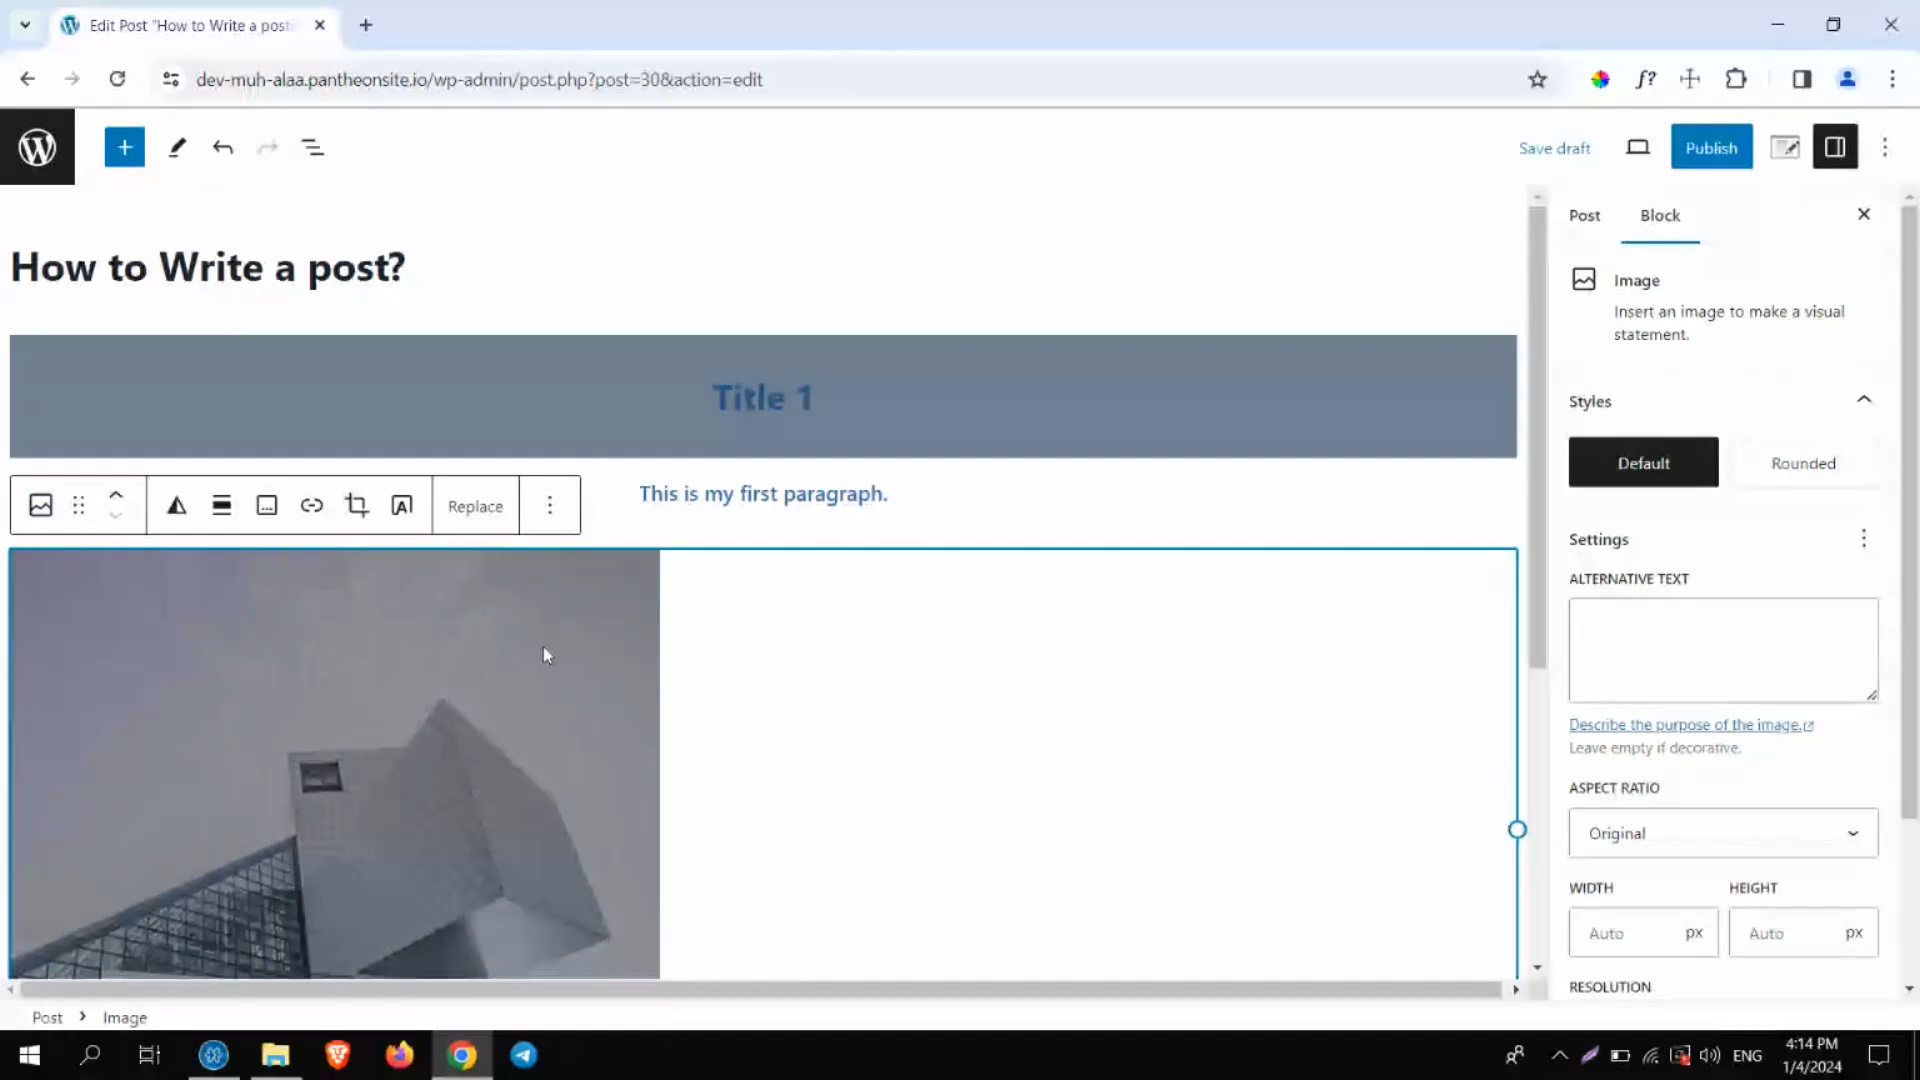 Edit Post "How to Write a post
dev-muh-alaa.pantheonsite.io/wp-admin/post.php?post=30&action=edit
Save draft
Publish
How to Write a post?
Title 1
Replace
This is my first paragraph.
Post
Block
Image
Insert an image to make a visual
statement.
Styles
Default
Rounded
Settings
ALTERNATIVE TEXT
Describe the purpose of the image.
Leave empty if decorative.
ASPECT RATIO
Original
WIDTH
HEIGHT
Auto
px
Auto
px
RESOLUTION
Post
Image
ENG
4:14 PM
1/4/2024